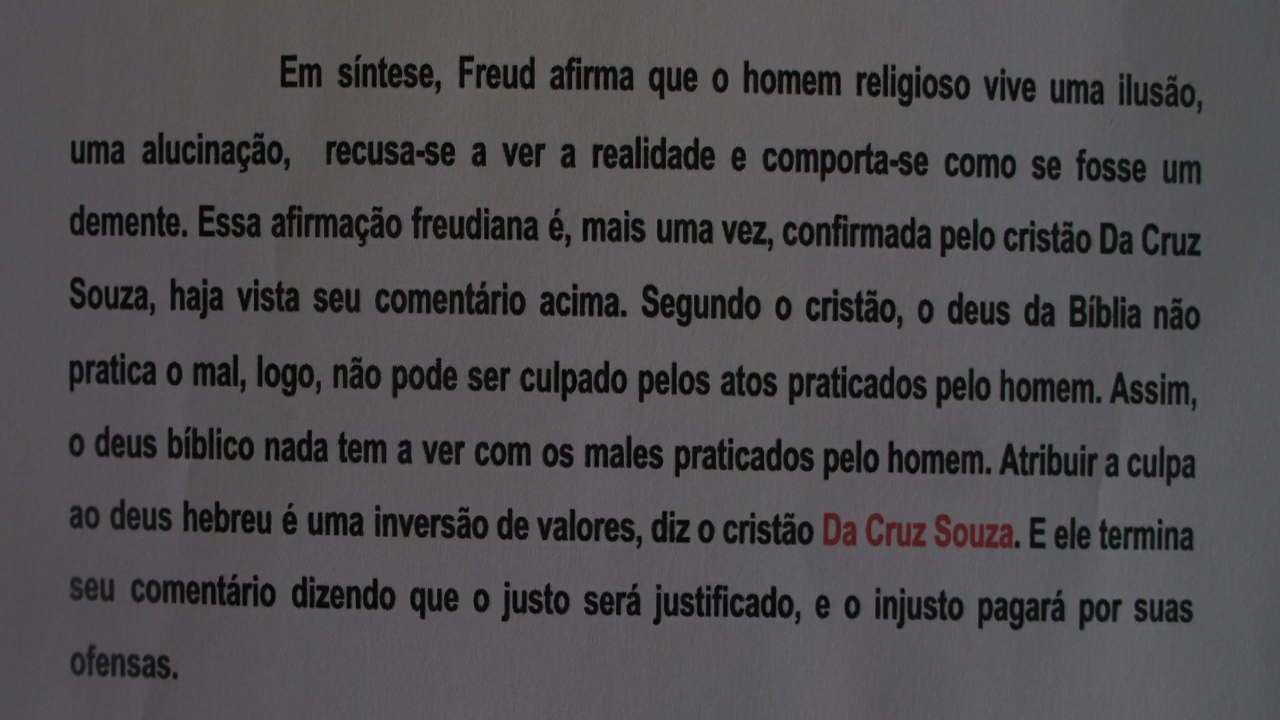 Em síntese, Freud afirma que o homem religioso vive uma ilusão,
uma alucinação, recusa-se a ver a realidade e comporta-se como se fosse um
demente. Essa afirmação freudiana é, mais uma vez, confirmada pelo cristão Da Cruz
Souza, haja vista seu comentário acima. Segundo o cristão, o deus da Bíblia não
pratica o mal, logo, não pode ser culpado pelos atos praticados pelo homem. Assim,
o deus bíblico nada tem a ver com os males praticados pelo homem. Atribuir a culpa
ao deus hebreu é uma inversão de valores, diz o cristão Da Cruz Souza. E ele termina
seu comentário dizendo que o justo será justificado, e o injusto pagará por suas
ofensas.